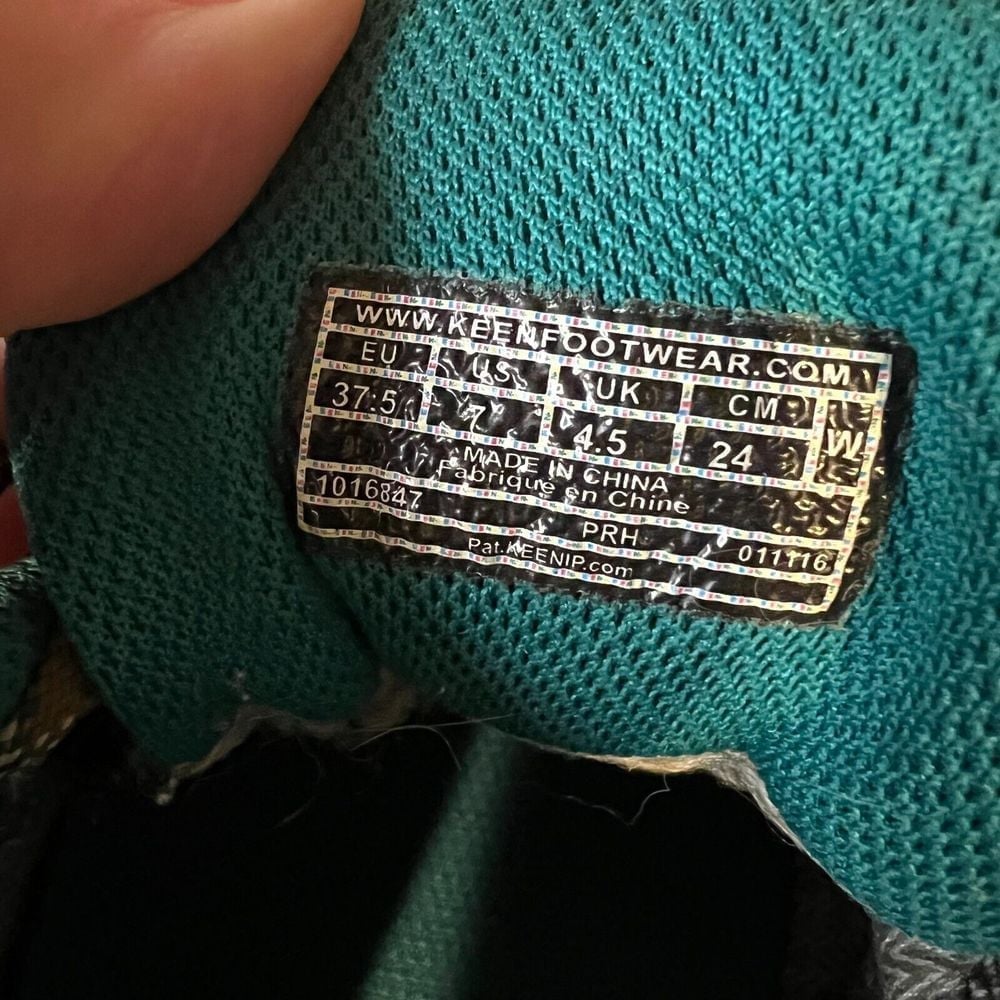 WWW.KEENFOOTWEAR.COM
EU US UK CM
37.5 7 4.5 24 W
MADE IN CHINA
Fabriqué en Chine
1016847 PRH 011116
Pat.KEENIP.com